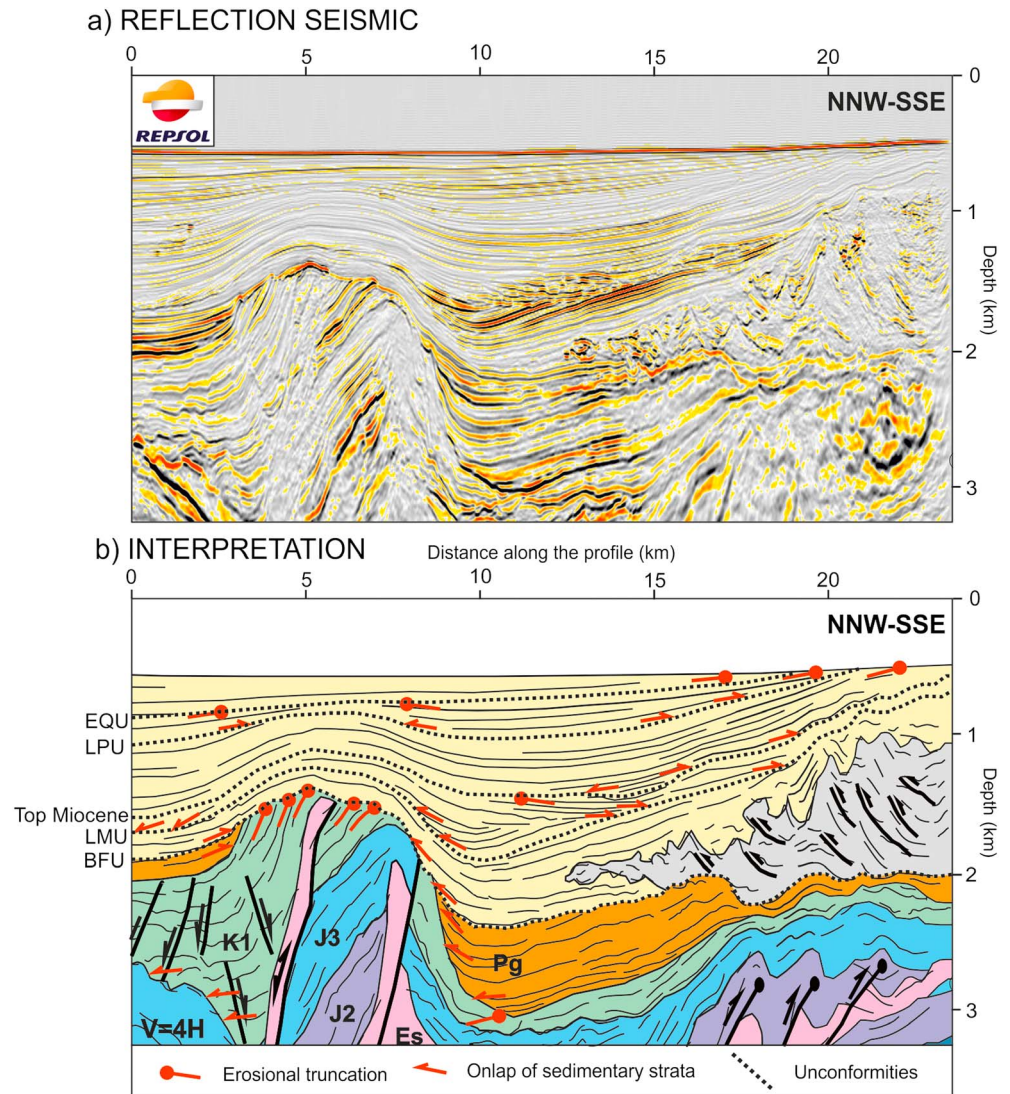 a) REFLECTION SEISMIC
0 5 10 15 20
0
REPSOL
NNW-SSE
1
Depth (km)
2
3
b) INTERPRETATION
Distance along the profile (km)
0 5 10 15 20
0
NNW-SSE
EQU
LPU
1
Depth (km)
Top Miocene
LMU
BFU
2
K1
J3
Pg
J2
3
V=4H
Es
Erosional truncation
Onlap of sedimentary strata
Unconformities